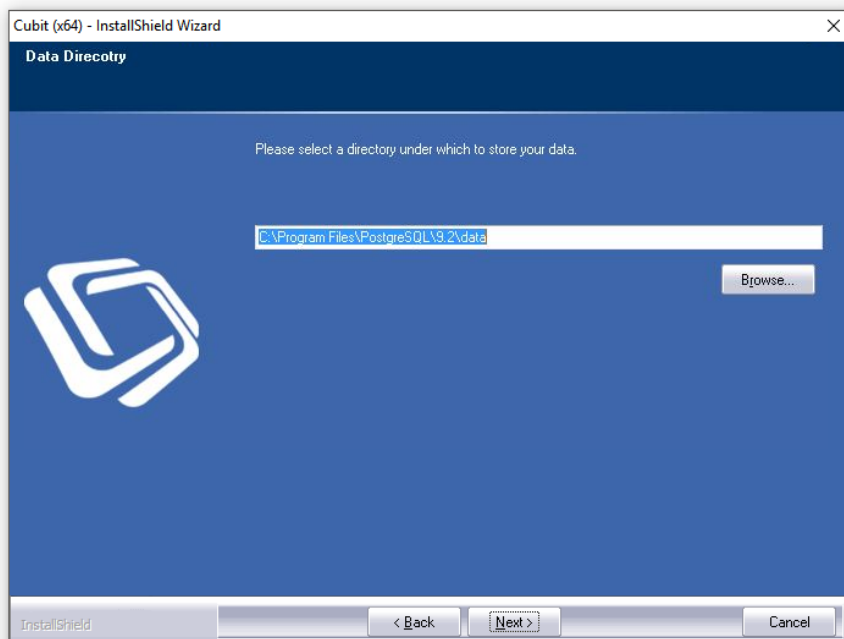 Cubit (x64) - InstallShield Wizard
Data Direcotry
Please select a directory under which to store your data.
C:\Program Files\PostgreSQL\9.2\data
Browse...
InstallShield
< Back
Next >
Cancel